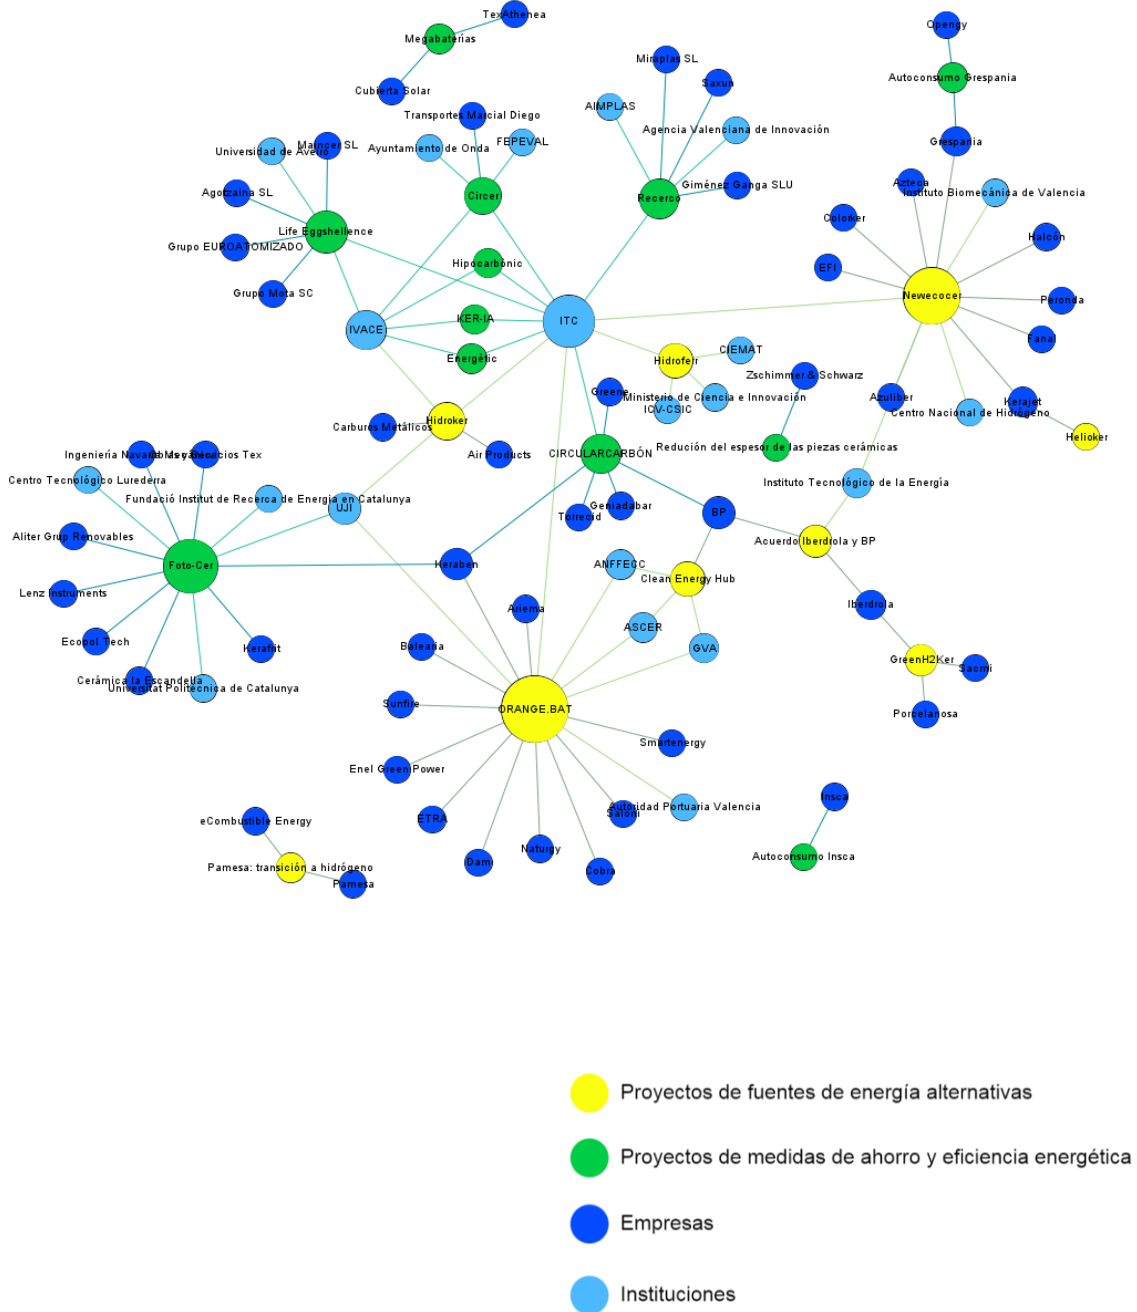 TexAthenea
Megabaterías
Cubierta Solar
Opengy
Autoconsumo Grespania
Grespania
Miraplas SL
Saxun
AIMPLAS
Agencia Valenciana de Innovación
Giménez Ganga SLU
Recerco
Transportes Marcial Diego
Ayuntamiento de Onda
FEPEVAL
Circer
Universidad de Aveiro
Maincer SL
Agotzaina SL
Life Eggshellence
Grupo EUROATOMIZADO
Grupo Mota SC
Azteca
Instituto Biomecánica de Valencia
Colorker
Halcón
EFI
Newecocer
Peronda
Fanal
Hipocarbònic
KER-IA
ITC
IVACE
Energètic
Hidroferr
CIEMAT
Ministerio de Ciencia e Innovación
ICV-CSIC
Zschimmer & Schwarz
Azuliber
Kerajet
Centro Nacional de Hidrógeno
Helioker
Greene
Hidroker
Carburos Metálicos
Air Products
CIRCULARCARBÓN
Redución del espesor de las piezas cerámicas
Ingeniería Navarra Mecánica
Centro Tecnológico Lurederra
Fundació Institut de Recerca de Energia en Catalunya
UJI
Geniadabar
Torrecid
BP
Instituto Tecnológico de la Energía
Acuerdo Iberdrola y BP
Aliter Grup Renovables
Foto-Cer
Keraben
ANFFECC
Clean Energy Hub
Lenz Instruments
Ecopol Tech
Kerafrit
Cerámica la Escandella
Universitat Politècnica de Catalunya
Ariema
ASCER
GVA
Iberdrola
Balearia
GreenH2Ker
Sacmi
Porcelanosa
Sunfire
ORANGE.BAT
Smartenergy
Enel Green Power
Autoridad Portuaria Valencia
Saloni
ETRA
Dam
Naturgy
Cobra
Insca
Autoconsumo Insca
eCombustible Energy
Pamesa: transición a hidrógeno
Pamesa
Proyectos de fuentes de energía alternativas
Proyectos de medidas de ahorro y eficiencia energética
Empresas
Instituciones